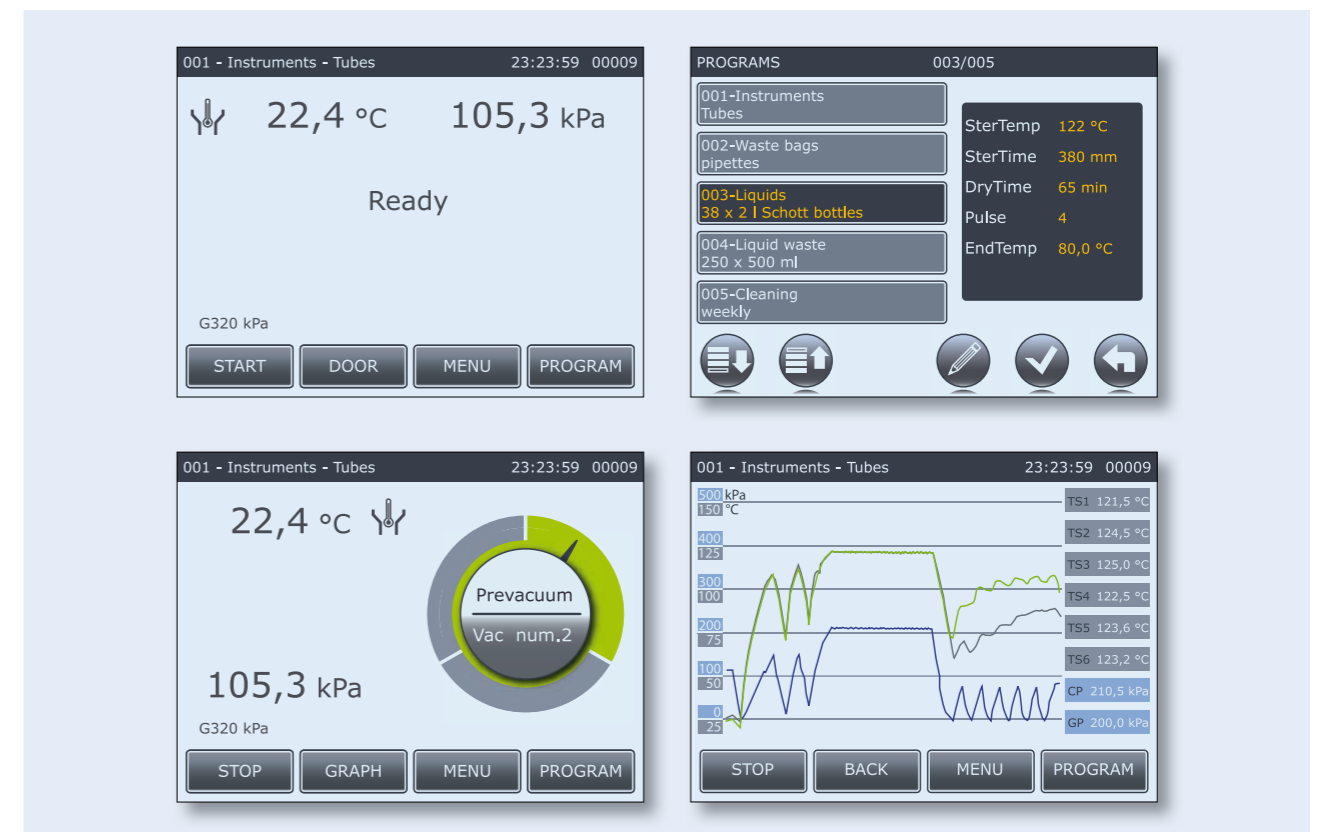 001 - Instruments - Tubes 23:23:59 00009
22,4 °C 105,3 kPa
Ready
G320 kPa
START DOOR MENU PROGRAM
PROGRAMS 003/005
001-Instruments
Tubes
002-Waste bags
pipettes
003-Liquids
38 x 2 l Schott bottles
004-Liquid waste
250 x 500 ml
005-Cleaning
weekly
SterTemp 122 °C
SterTime 380 mm
DryTime 65 min
Pulse 4
EndTemp 80,0 °C
001 - Instruments - Tubes 23:23:59 00009
22,4 °C
Prevacuum
Vac num.2
105,3 kPa
G320 kPa
STOP GRAPH MENU PROGRAM
001 - Instruments - Tubes 23:23:59 00009
500 kPa
150 °C
400
125
300
100
200
75
100
50
0
25
TS1 121,5 °C
TS2 124,5 °C
TS3 125,0 °C
TS4 122,5 °C
TS5 123,6 °C
TS6 123,2 °C
CP 210,5 kPa
GP 200,0 kPa
STOP BACK MENU PROGRAM